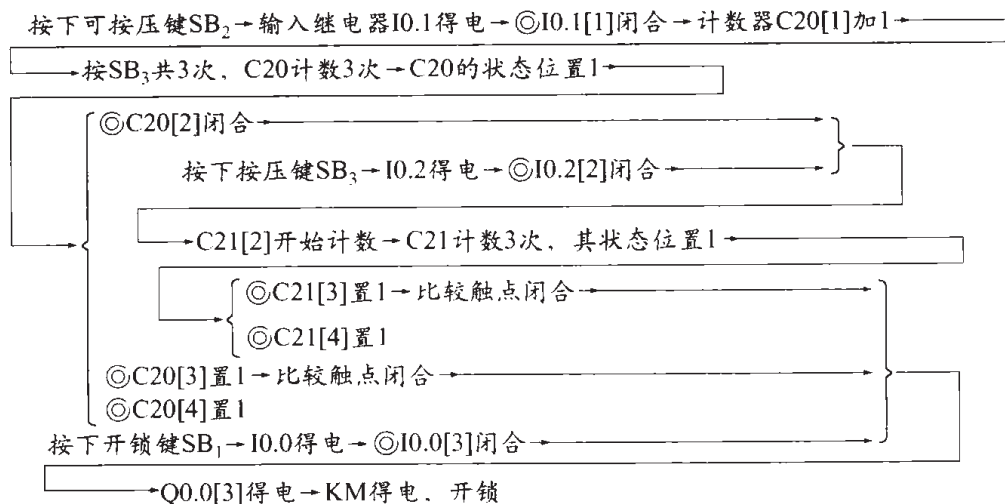 按下可按压键SB₂→输入继电器I0.1得电→◎I0.1[1]闭合→计数器C20[1]加1
→按SB₃共3次，C20计数3次→C20的状态位置1
◎C20[2]闭合
按下按压键SB₃→I0.2得电→◎I0.2[2]闭合
C21[2]开始计数→C21计数3次，其状态位置1
◎C21[3]置1→比较触点闭合
◎C21[4]置1
◎C20[3]置1→比较触点闭合
◎C20[4]置1
按下开锁键SB₁→I0.0得电→◎I0.0[3]闭合
→Q0.0[3]得电→KM得电、开锁